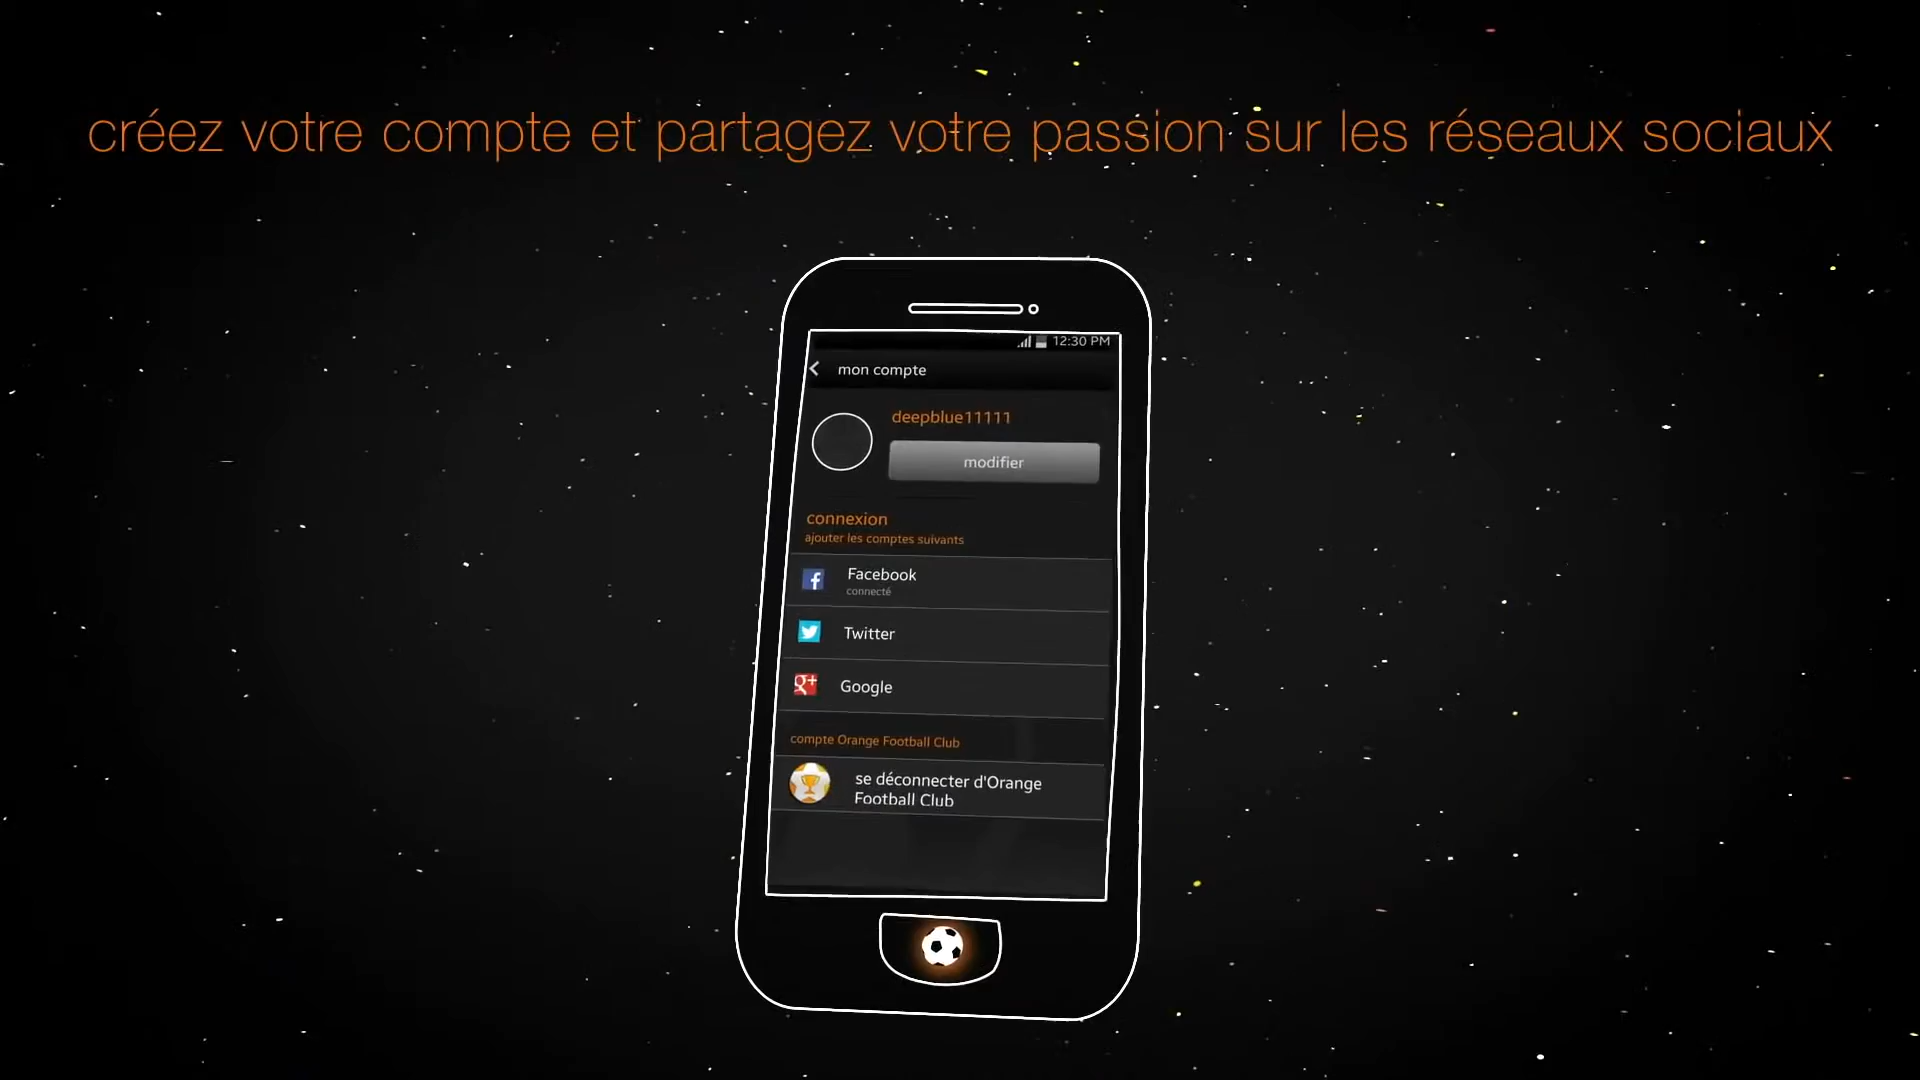 créez votre compte et partagez votre passion sur les réseaux sociaux
12:30 PM
mon compte
deepblue11111
modifier
connexion
ajouter les comptes suivants
Facebook
connecté
Twitter
Google
compte Orange Football Club
se déconnecter d'Orange
Football Club